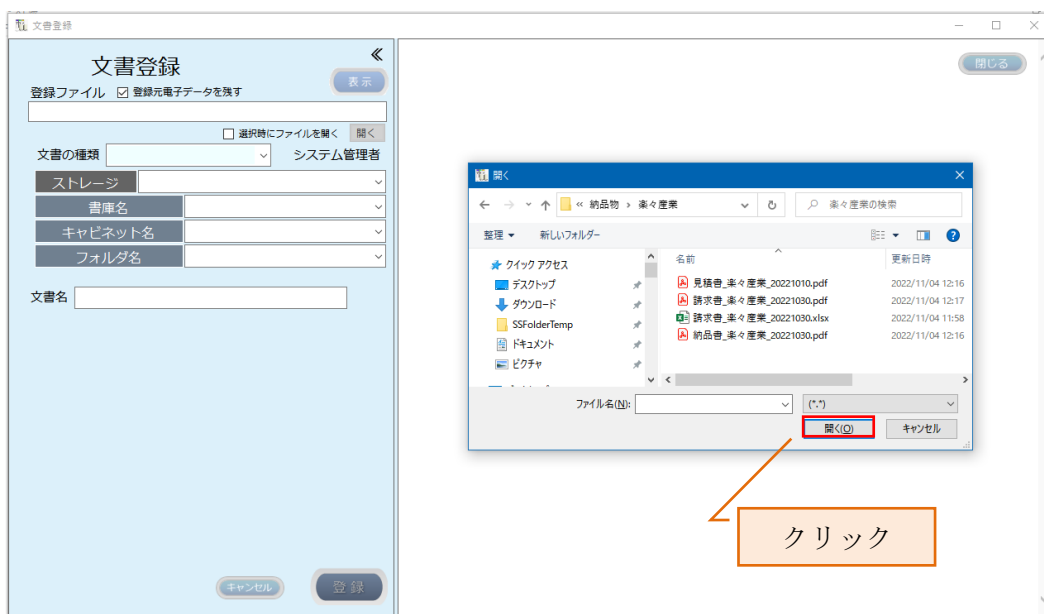 文書登録
文書登録
≪
表示
登録ファイル 登録元電子データを残す
選択時にファイルを開く 開く
文書の種類 システム管理者
ストレージ
書庫名
キャビネット名
フォルダ名
文書名
キャンセル 登録
閉じる
開く
« 納品物 › 楽々産業 楽々産業の検索
整理 新しいフォルダー
クイック アクセス
デスクトップ
ダウンロード
SSFolderTemp
ドキュメント
ピクチャ
名前 更新日時
見積書_楽々産業_20221010.pdf 2022/11/04 12:16
請求書_楽々産業_20221030.pdf 2022/11/04 12:17
請求書_楽々産業_20221030.xlsx 2022/11/04 11:58
納品書_楽々産業_20221030.pdf 2022/11/04 12:16
ファイル名(N): (*.*)
開く(O) キャンセル
クリック